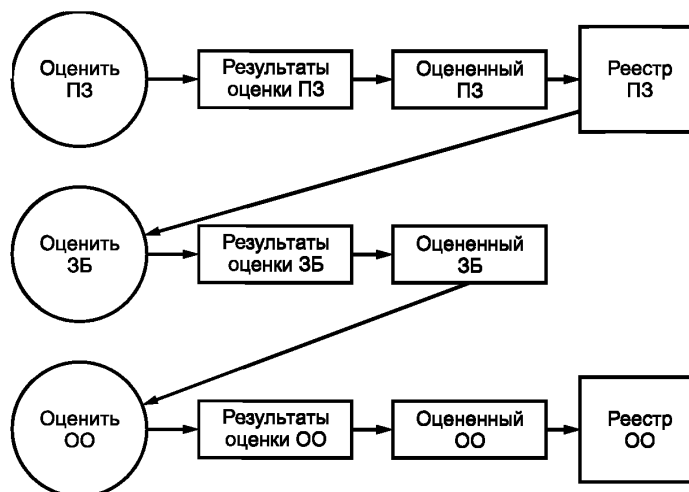 Оценить
ПЗ
Результаты
оценки ПЗ
Оцененный
ПЗ
Реестр
ПЗ
Оценить
ЗБ
Результаты
оценки ЗБ
Оцененный
ЗБ
Оценить
ОО
Результаты
оценки ОО
Оцененный
ОО
Реестр
ОО